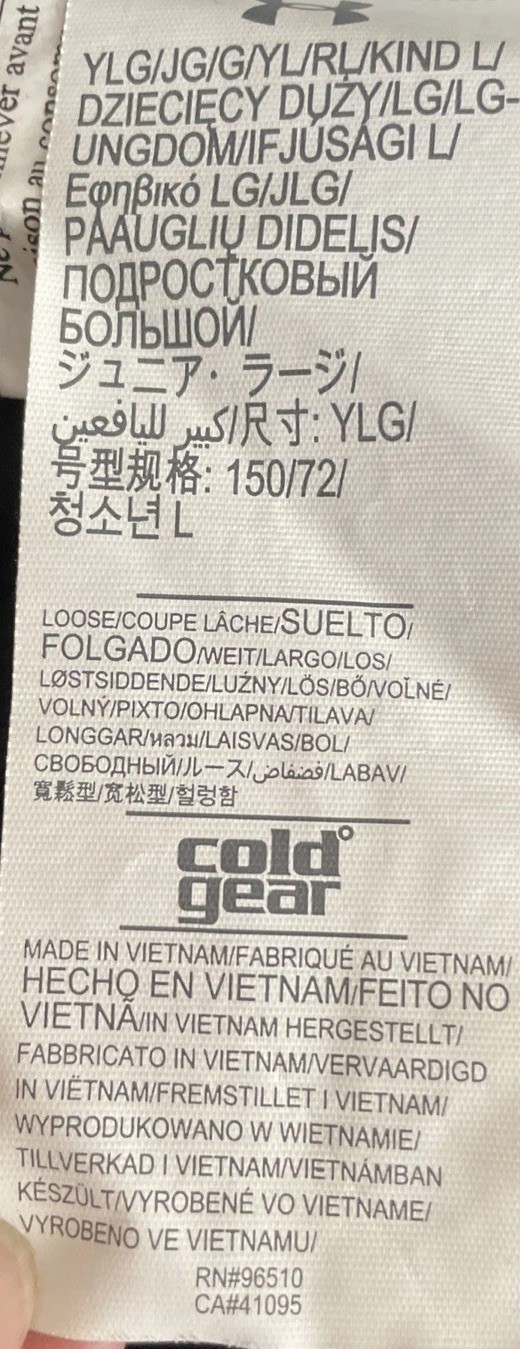 YLG/JG/G/YL/RL/KIND L/
DZIECIĘCY DUŻY/LG/LG-
UNGDOM/IFJÚSÁGI L/
Εφηβικό LG/JLG/
PAAUGLIŲ DIDELIS/
ПОДРОСТКОВЫЙ
БОЛЬШОЙ/
ジュニア・ラージ/
كبير لليافعين/尺寸: YLG/
号型规格: 150/72/
청소년 L
LOOSE/COUPE LÂCHE/SUELTO/
FOLGADO/WEIT/LARGO/LOS/
LØSTSIDDENDE/LUŹNY/LÖS/BŐ/VOĽNÉ/
VOLNÝ/PIXTO/OHLAPNA/TILAVA/
LONGGAR/หลวม/LAISVAS/BOL/
СВОБОДНЫЙ/ルース/فضفاض/LABAV/
寬鬆型/宽松型/헐렁함
cold
gear
MADE IN VIETNAM/FABRIQUÉ AU VIETNAM/
HECHO EN VIETNAM/FEITO NO
VIETNÃ/IN VIETNAM HERGESTELLT/
FABBRICATO IN VIETNAM/VERVAARDIGD
IN VIËTNAM/FREMSTILLET I VIETNAM/
WYPRODUKOWANO W WIETNAMIE/
TILLVERKAD I VIETNAM/VIETNÁMBAN
KÉSZÜLT/VYROBENÉ VO VIETNAME/
VYROBENO VE VIETNAMU/
RN#96510
CA#41095
avant